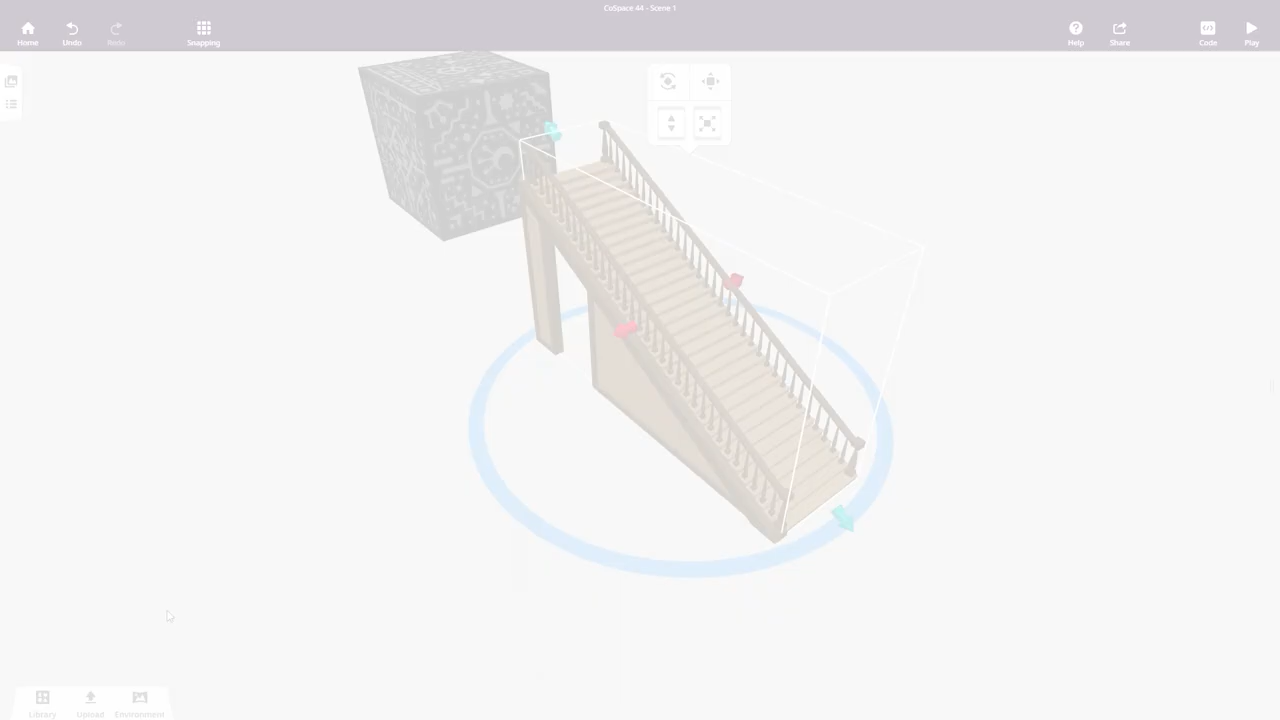 CoSpace 44 - Scene 1
Home
Undo
Redo
Snapping
Help
Share
Code
Play
Library
Upload
Environment